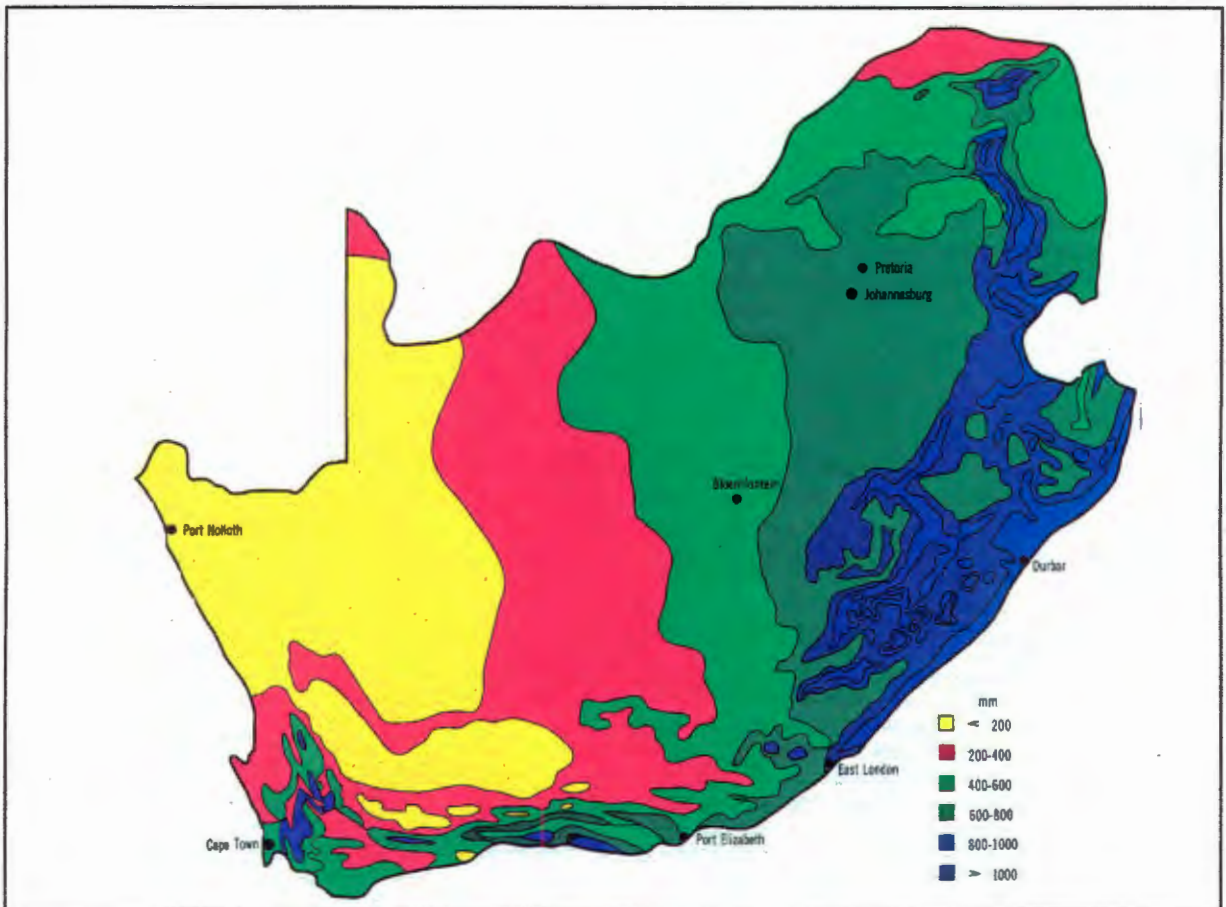 Pretoria
Johannesburg
Bloemfontein
Port Nolloth
Durban
mm
< 200
200-400
400-600
600-800
800-1000
> 1000
East London
Port Elizabeth
Cape Town